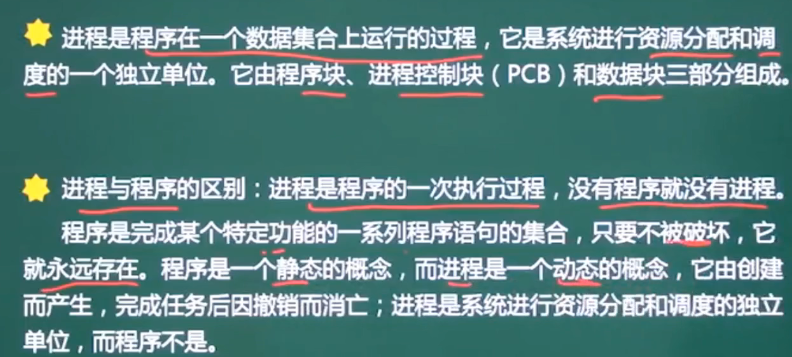 进程是程序在一个数据集合上运行的过程，它是系统进行资源分配和调
度的一个独立单位。它由程序块、进程控制块（PCB）和数据块三部分组成。
进程与程序的区别：进程是程序的一次执行过程，没有程序就没有进程。
程序是完成某个特定功能的一系列程序语句的集合，只要不被破坏，它
就永远存在。程序是一个静态的概念，而进程是一个动态的概念，它由创建
而产生，完成任务后因撤销而消亡；进程是系统进行资源分配和调度的独立
单位，而程序不是。